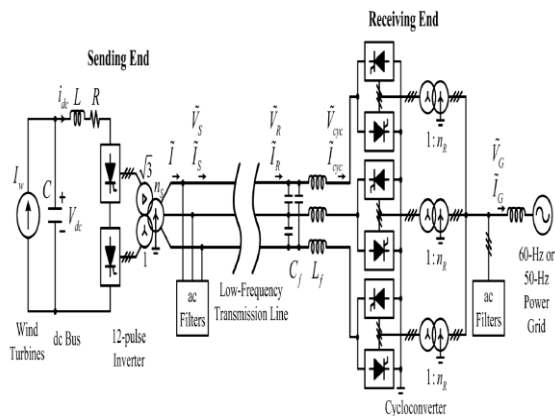 Receiving End
Sending End
i_dc L R
Ṽ_S
Ĩ Ĩ_S
Ṽ_R
Ĩ_R
Ṽ_cyc
Ĩ_cyc
1:n_R
I_w
C
+
V_dc
-
√3
n_S
1
1:n_R
Ṽ_G
Ĩ_G
C_f L_f
ac
Filters
Low-Frequency
Transmission Line
ac
Filters
60-Hz or
50-Hz
Power
Grid
Wind
Turbines
dc Bus
12-pulse
Inverter
1:n_R
Cycloconverter